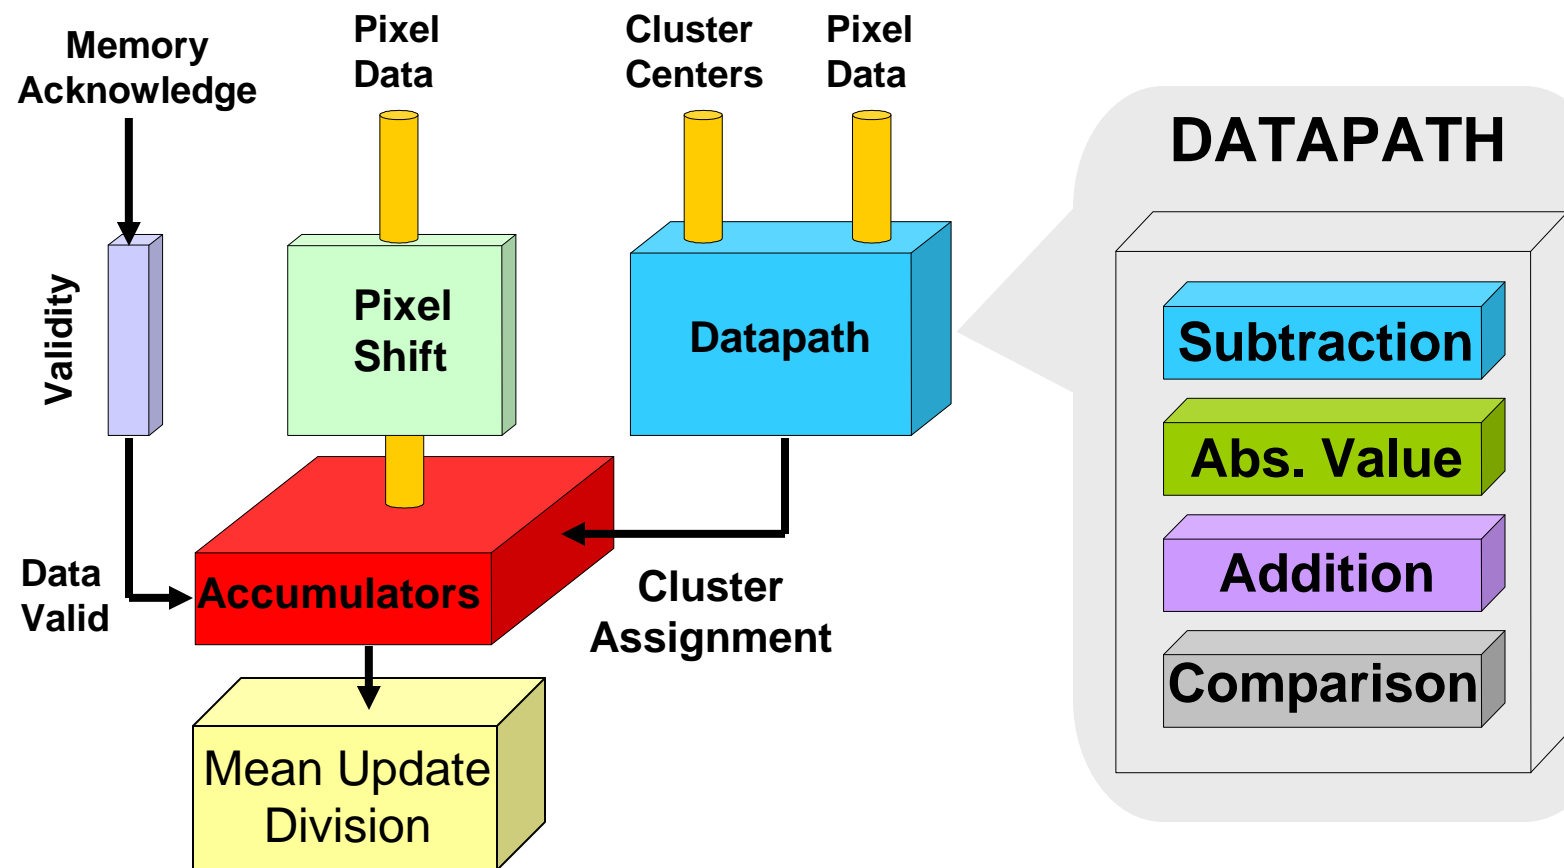 Memory
Acknowledge
Pixel
Data
Cluster
Centers
Pixel
Data
Validity
Pixel
Shift
Datapath
Data
Valid
Accumulators
Cluster
Assignment
Mean Update
Division
DATAPATH
Subtraction
Abs. Value
Addition
Comparison